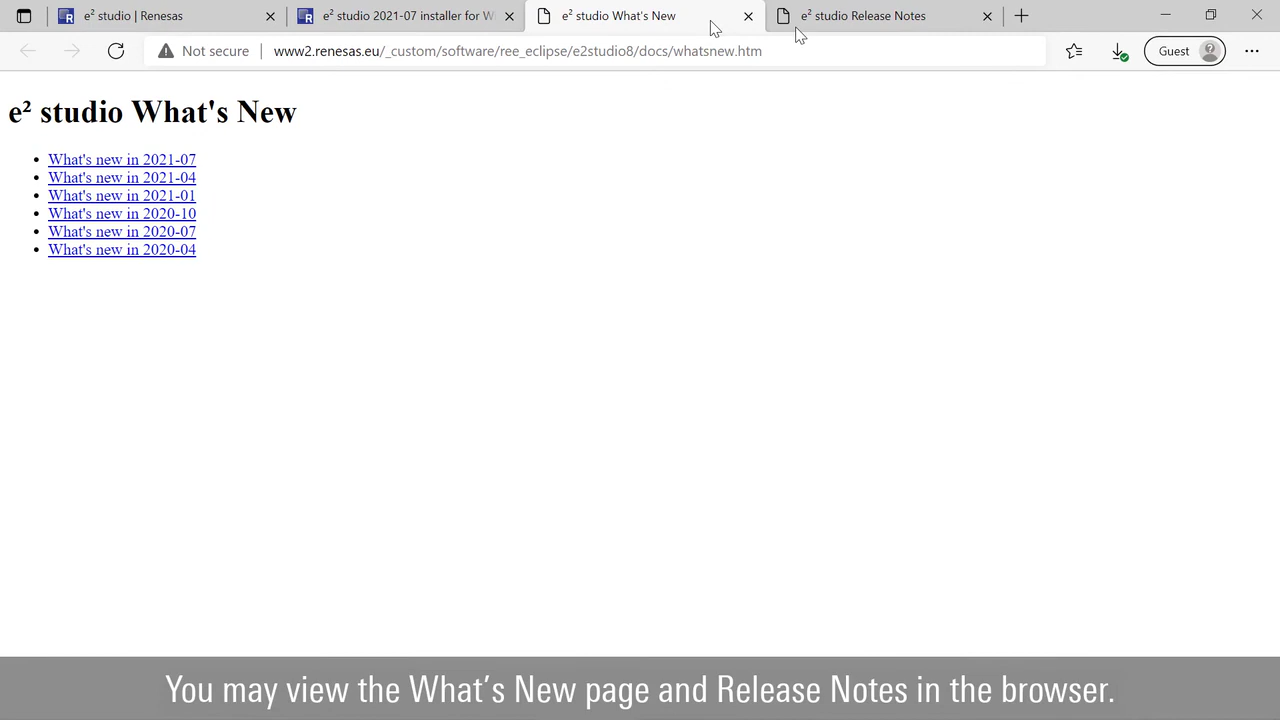 e² studio | Renesas
e² studio 2021-07 installer for W
e² studio What's New
e² studio Release Notes
Not secure
www2.renesas.eu/_custom/software/ree_eclipse/e2studio8/docs/whatsnew.htm
Guest
e² studio What's New
• What's new in 2021-07
• What's new in 2021-04
• What's new in 2021-01
• What's new in 2020-10
• What's new in 2020-07
• What's new in 2020-04
You may view the What’s New page and Release Notes in the browser.